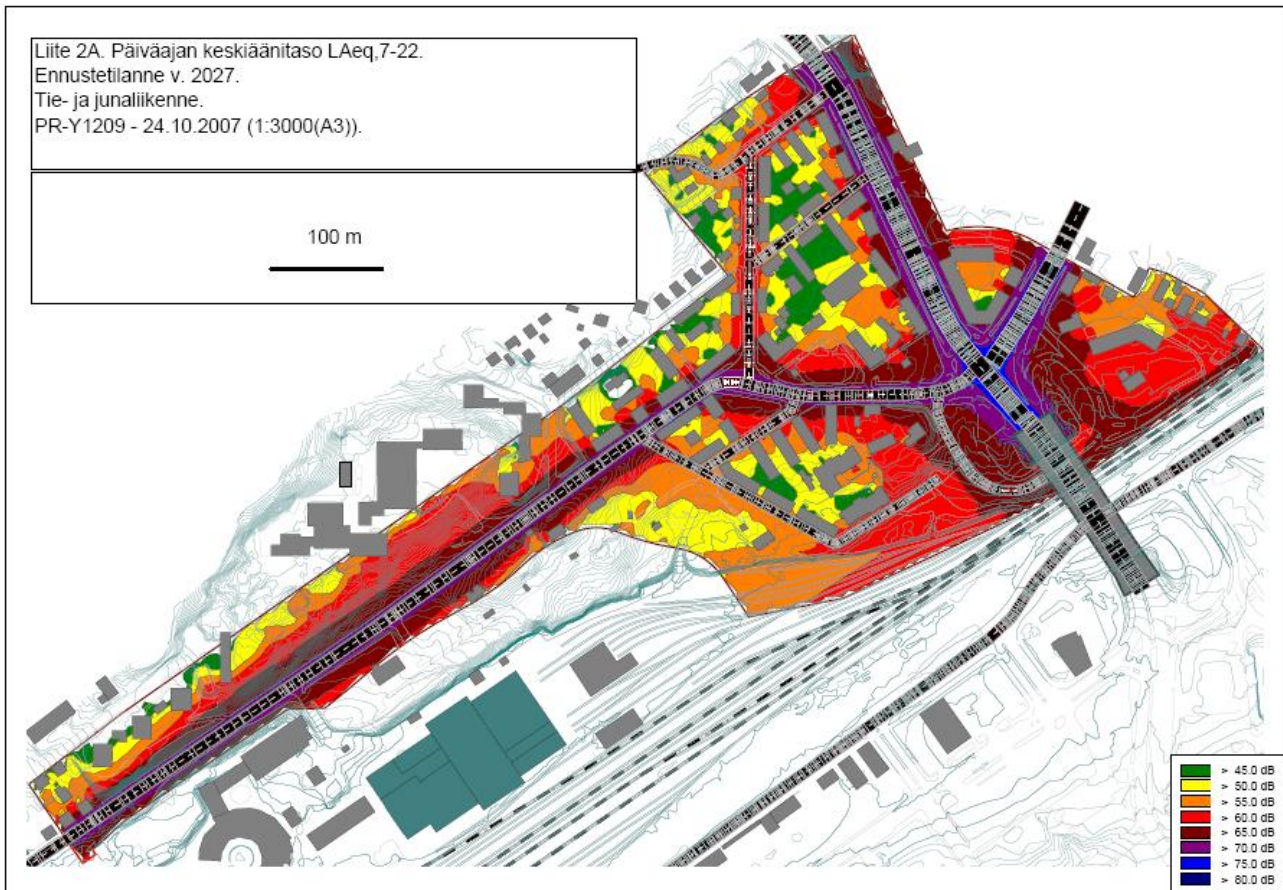 Liite 2A. Päiväajan keskiäänitaso LAeq,7-22.
Ennustetilanne v. 2027.
Tie- ja junaliikenne.
PR-Y1209 - 24.10.2007 (1:3000(A3)).
100 m
> 45.0 dB
> 50.0 dB
> 55.0 dB
> 60.0 dB
> 65.0 dB
> 70.0 dB
> 75.0 dB
> 80.0 dB